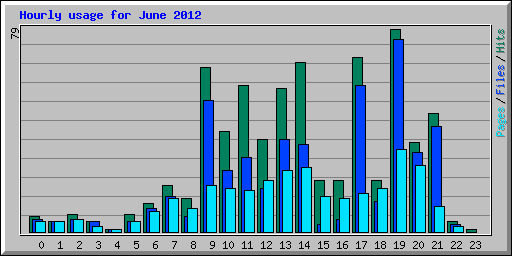 Hourly usage for June 2012
79
Pages / Files / Hits
0 1 2 3 4 5 6 7 8 9 10 11 12 13 14 15 16 17 18 19 20 21 22 23